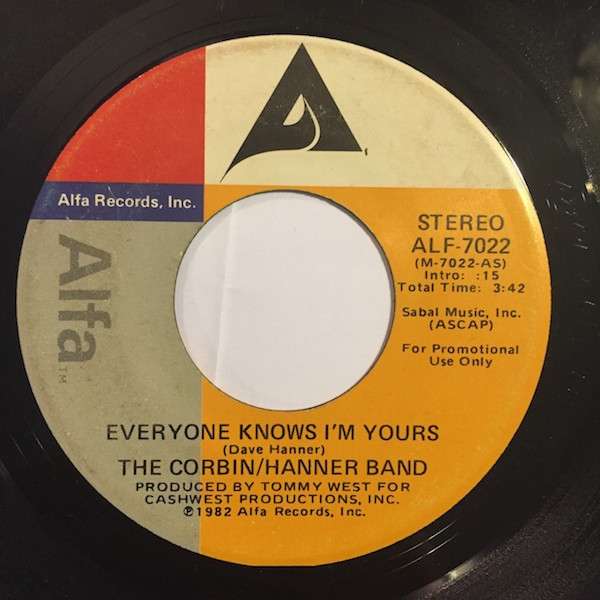 Alfa Records, Inc.
Alfa™
STEREO
ALF-7022
(M-7022-AS)
Intro: :15
Total Time: 3:42
Sabal Music, Inc.
(ASCAP)
For Promotional
Use Only
EVERYONE KNOWS I'M YOURS
(Dave Hanner)
THE CORBIN/HANNER BAND
PRODUCED BY TOMMY WEST FOR
CASHWEST PRODUCTIONS, INC.
℗1982 Alfa Records, Inc.